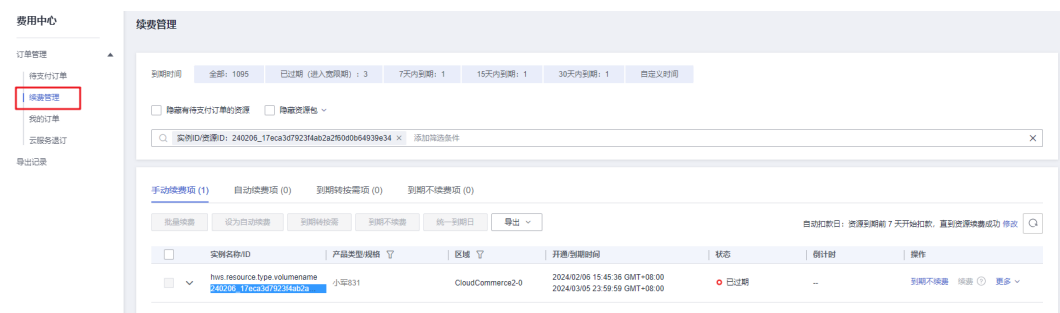 费用中心
订单管理
待支付订单
续费管理
我的订单
云服务退订
导出记录
续费管理
到期时间 全部：1095 已过期（进入宽限期）：3 7天内到期：1 15天内到期：1 30天内到期：1 自定义时间
隐藏有待支付订单的资源 隐藏资源包
实例ID/资源ID：240206_17eca3d7923f4ab2a2f60d0b64939e34 × 添加筛选条件 ×
手动续费项 (1) 自动续费项 (0) 到期转按需项 (0) 到期不续费项 (0)
批量续费 设为自动续费 到期转按需 到期不续费 统一到期日 导出 自动扣款日：资源到期前 7 天开始扣款，直到资源续费成功 修改
实例名称/ID 产品类型/规格 区域 开通/到期时间 状态 倒计时 操作
hws.resource.type.volumename
240206_17eca3d7923f4ab2a
小军831 CloudCommerce2-0
2024/02/06 15:45:36 GMT+08:00
2024/03/05 23:59:59 GMT+08:00
已过期 -- 到期不续费 续费 ? 更多